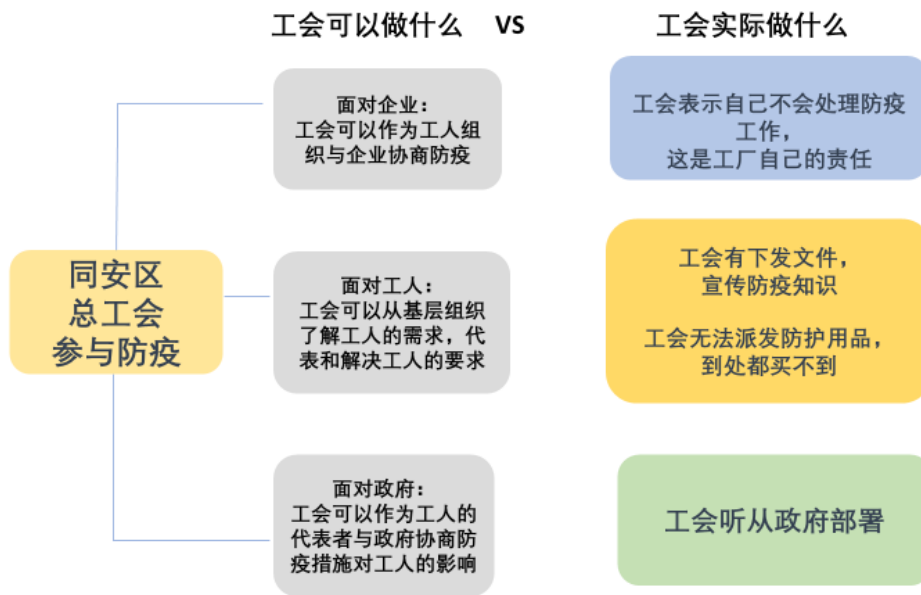 工会可以做什么 VS 工会实际做什么
面对企业：
工会可以作为工人组
织与企业协商防疫
工会表示自己不会处理防疫
工作，
这是工厂自己的责任
同安区
总工会
参与防疫
面对工人：
工会可以从基层组织
了解工人的需求，代
表和解决工人的要求
工会有下发文件，
宣传防疫知识
工会无法派发防护用品，
到处都买不到
面对政府：
工会可以作为工人的
代表者与政府协商防
疫措施对工人的影响
工会听从政府部署